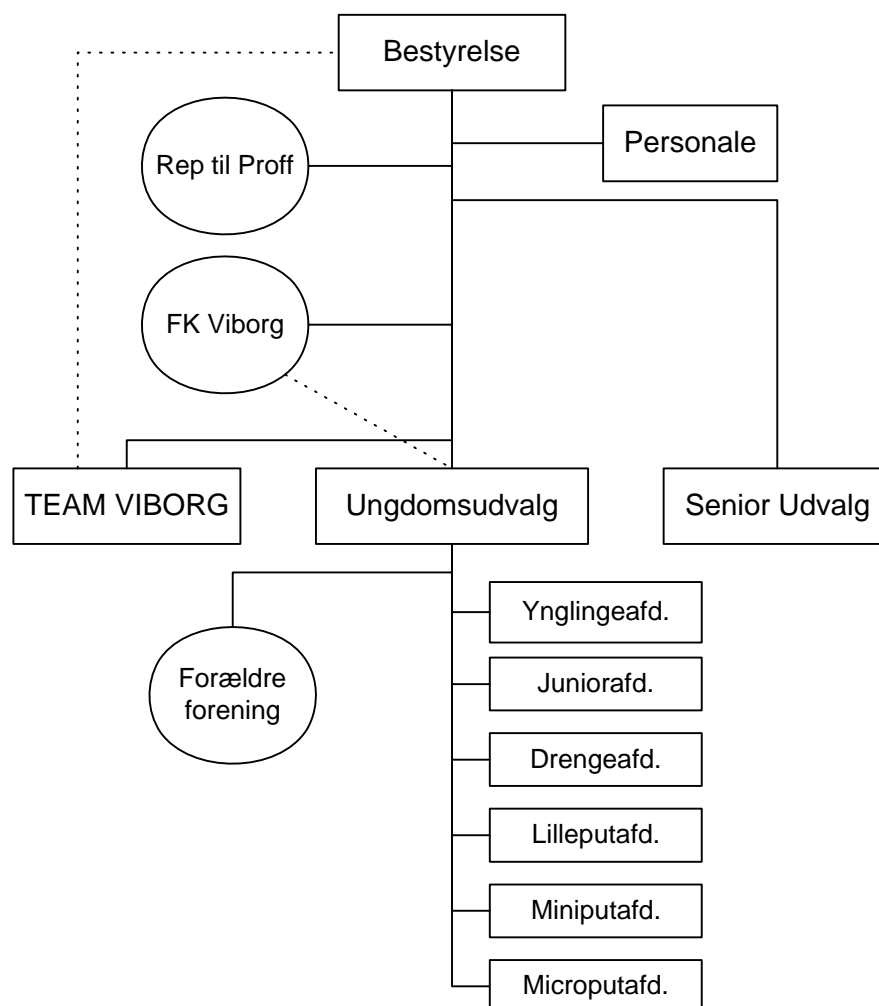 Bestyrelse
Personale
Rep til Proff
FK Viborg
TEAM VIBORG
Ungdomsudvalg
Senior Udvalg
Ynglingeafd.
Forældre
forening
Juniorafd.
Drengeafd.
Lilleputafd.
Miniputafd.
Microputafd.